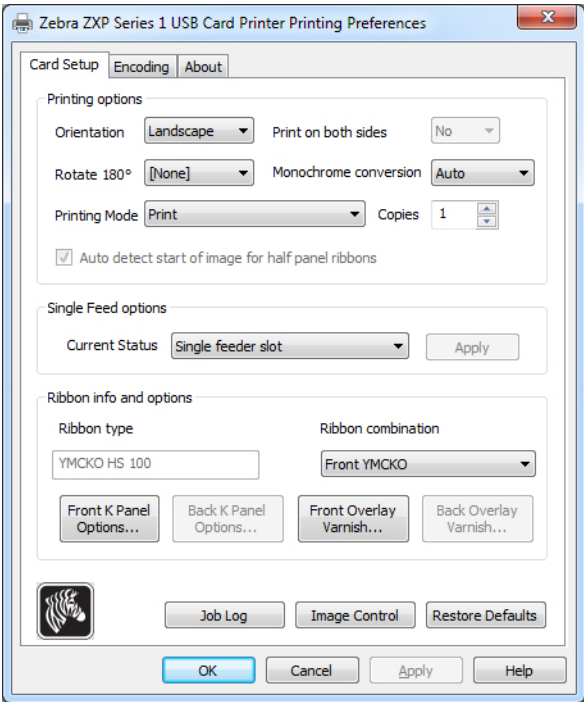 Zebra ZXP Series 1 USB Card Printer Printing Preferences
Card Setup Encoding About
Printing options
Orientation Landscape Print on both sides No
Rotate 180° [None] Monochrome conversion Auto
Printing Mode Print Copies 1
Auto detect start of image for half panel ribbons
Single Feed options
Current Status Single feeder slot Apply
Ribbon info and options
Ribbon type Ribbon combination
YMCKO HS 100 Front YMCKO
Front K Panel Back K Panel Front Overlay Back Overlay
Options... Options... Varnish... Varnish...
Job Log Image Control Restore Defaults
OK Cancel Apply Help